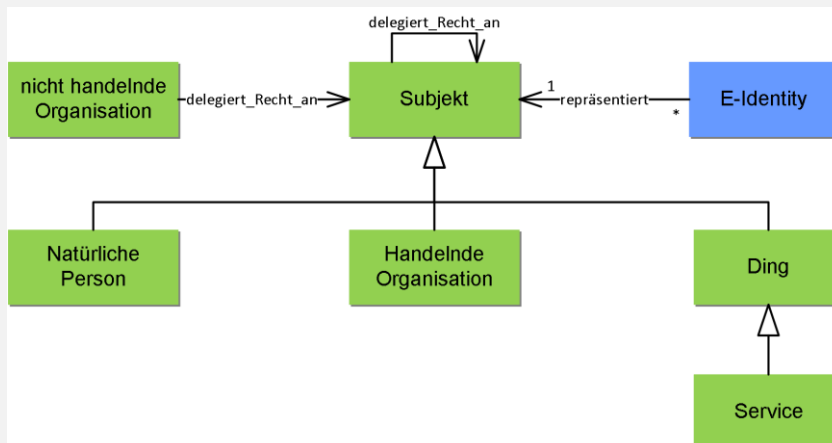 delegiert_Recht_an
nicht handelnde
Organisation
delegiert_Recht_an
Subjekt
1
repräsentiert
*
E-Identity
Natürliche
Person
Handelnde
Organisation
Ding
Service